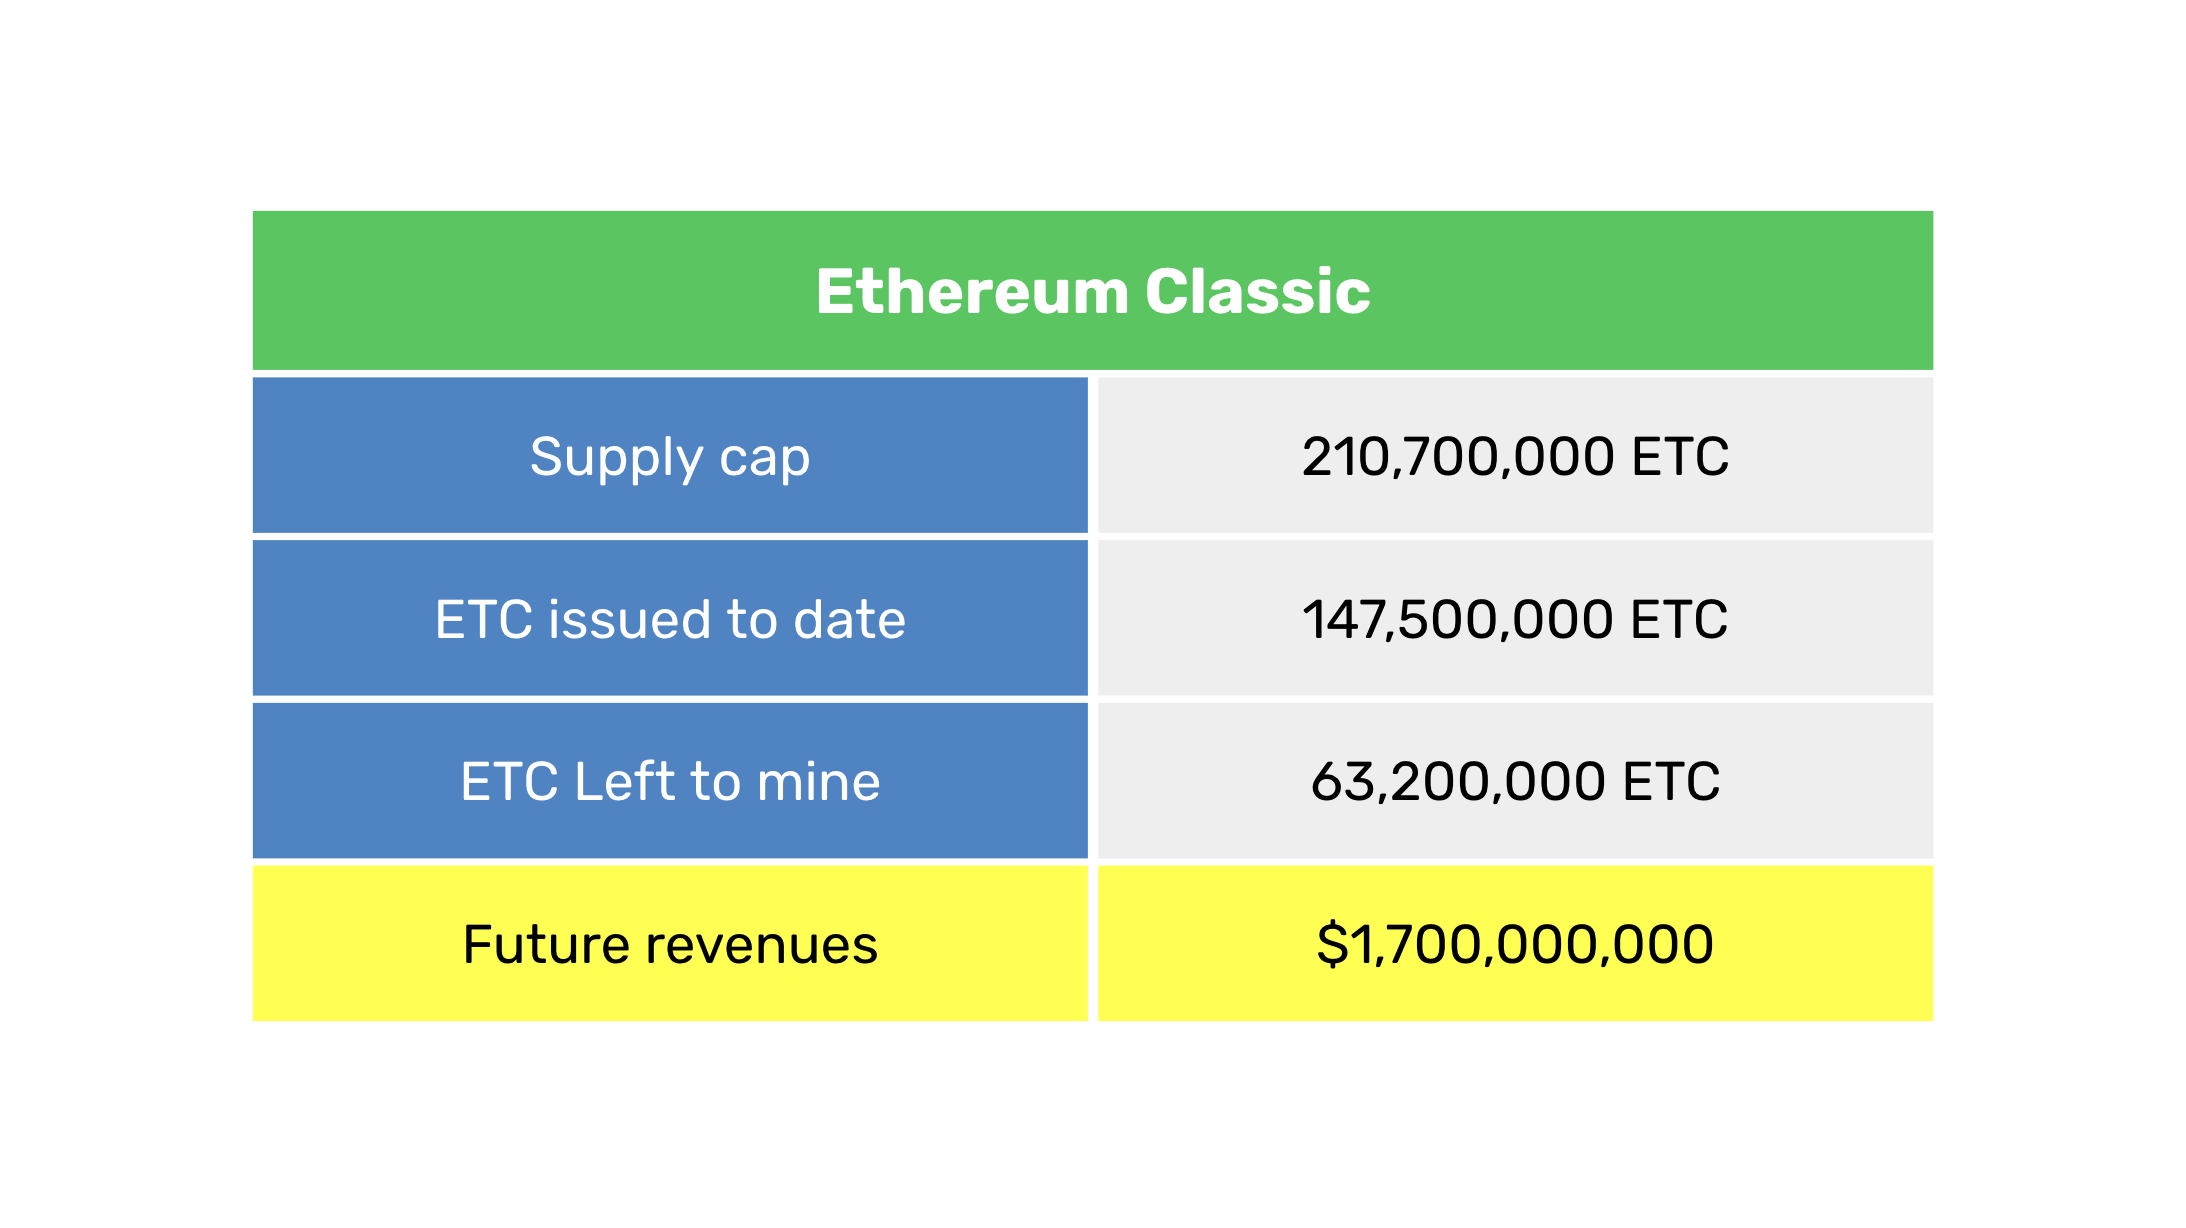 Ethereum Classic
Supply cap 210,700,000 ETC
ETC issued to date 147,500,000 ETC
ETC Left to mine 63,200,000 ETC
Future revenues $1,700,000,000